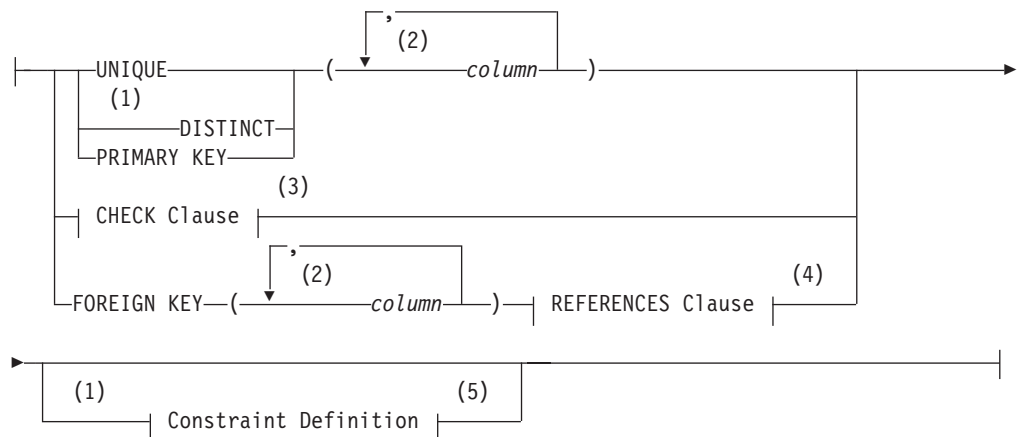 ,
(2)
UNIQUE ( column )
(1)
DISTINCT
PRIMARY KEY
(3)
CHECK Clause
,
(2) (4)
FOREIGN KEY ( column ) REFERENCES Clause
(1) (5)
Constraint Definition